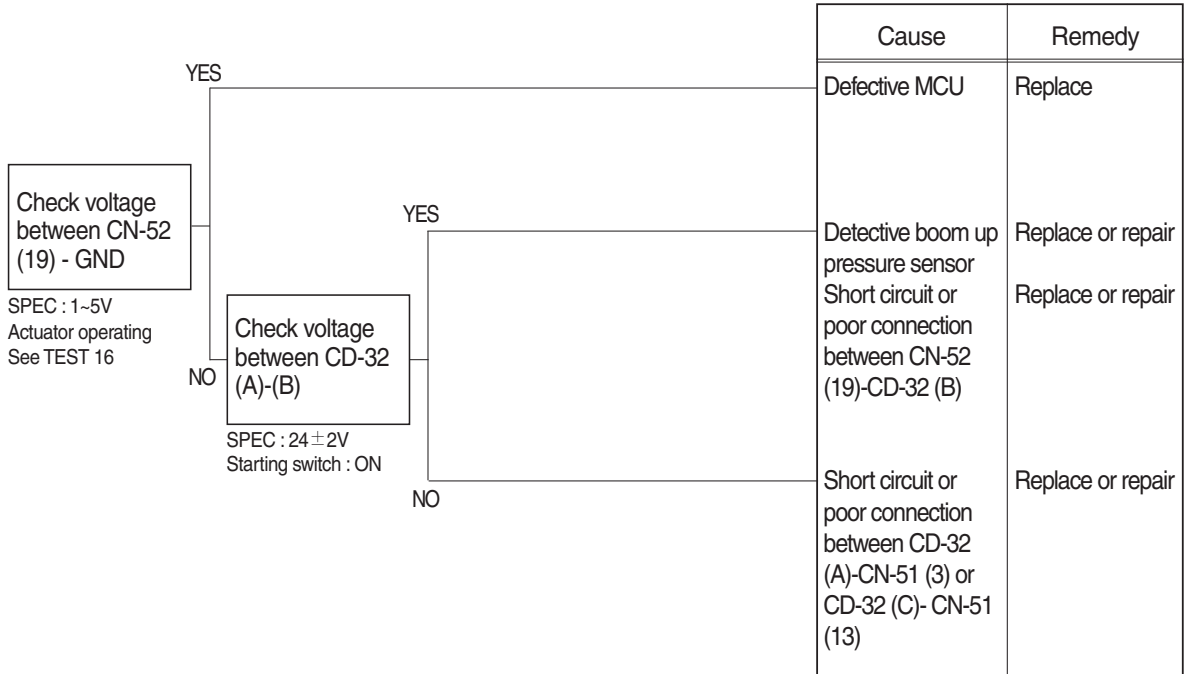 Cause
Remedy
YES
Defective MCU
Replace
Check voltage
between CN-52
(19) - GND
SPEC : 1~5V
Actuator operating
See TEST 16
NO
YES
Detective boom up
pressure sensor
Replace or repair
Short circuit or
poor connection
between CN-52
(19)-CD-32 (B)
Replace or repair
Check voltage
between CD-32
(A)-(B)
SPEC : 24±2V
Starting switch : ON
NO
Short circuit or
poor connection
between CD-32
(A)-CN-51 (3) or
CD-32 (C)- CN-51
(13)
Replace or repair